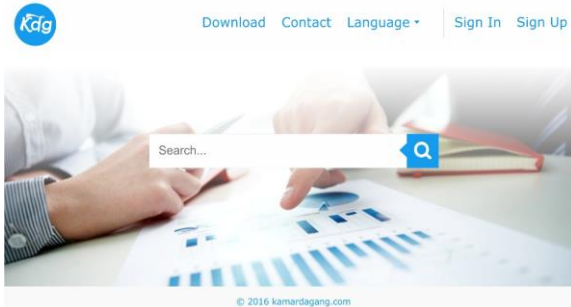 Kdg
Download Contact Language Sign In Sign Up
Search...
© 2016 kamardagang.com